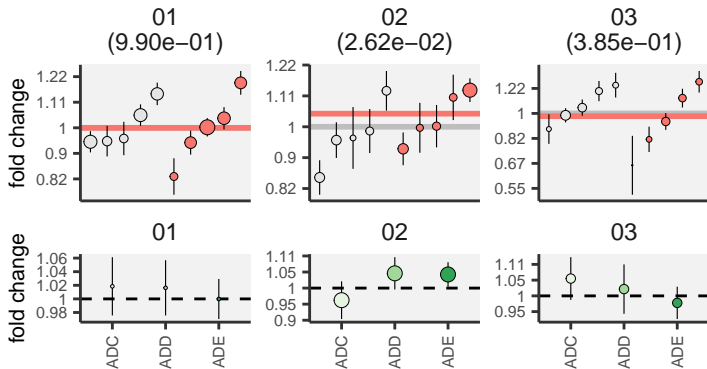 01
(9.90e−01)
02
(2.62e−02)
03
(3.85e−01)
fold change
1.22
1.11
1
0.9
0.82
1.22
1.11
1
0.9
0.82
1.22
1
0.82
0.67
0.55
01
02
03
fold change
1.06
1.04
1.02
1
0.98
1.11
1.05
1
0.95
0.9
1.11
1.05
1
0.95
ADC
ADD
ADE
ADC
ADD
ADE
ADC
ADD
ADE